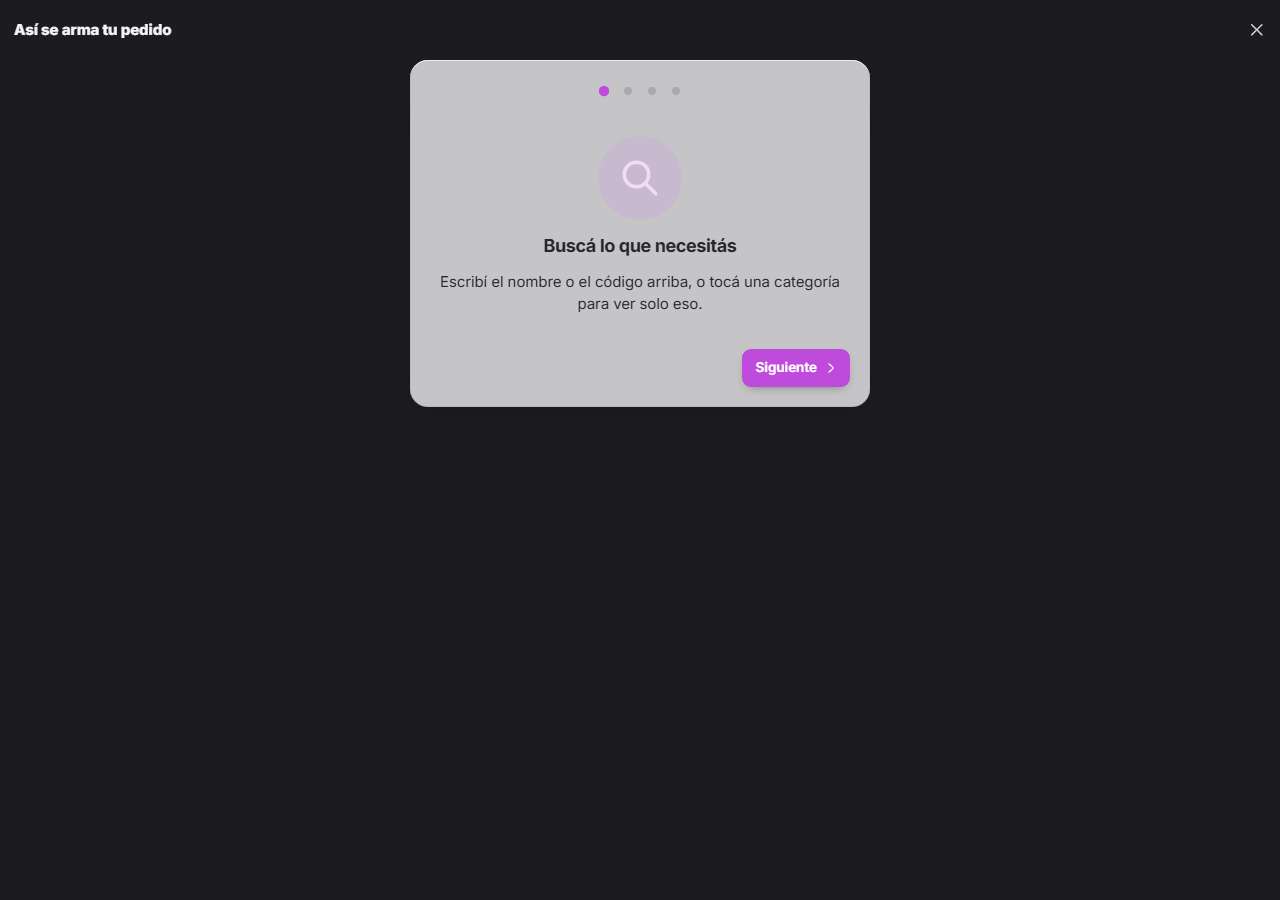 Así se arma tu pedido
Buscá lo que necesitás
Escribí el nombre o el código arriba, o tocá una categoría
para ver solo eso.
Siguiente